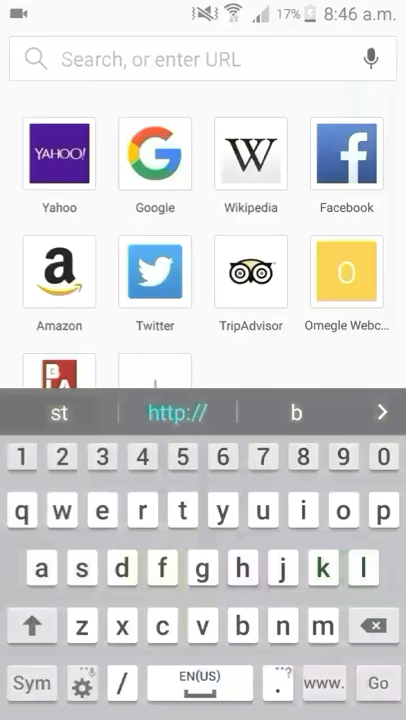 17% 8:46 a.m.
Search, or enter URL
YAHOO! G W f
Yahoo Google Wikipedia Facebook
a O
Amazon Twitter TripAdvisor Omegle Webc...
st http:// b >
1 2 3 4 5 6 7 8 9 0
q w e r t y u i o p
a s d f g h j k l
z x c v b n m
Sym / EN(US) . ...? www. Go